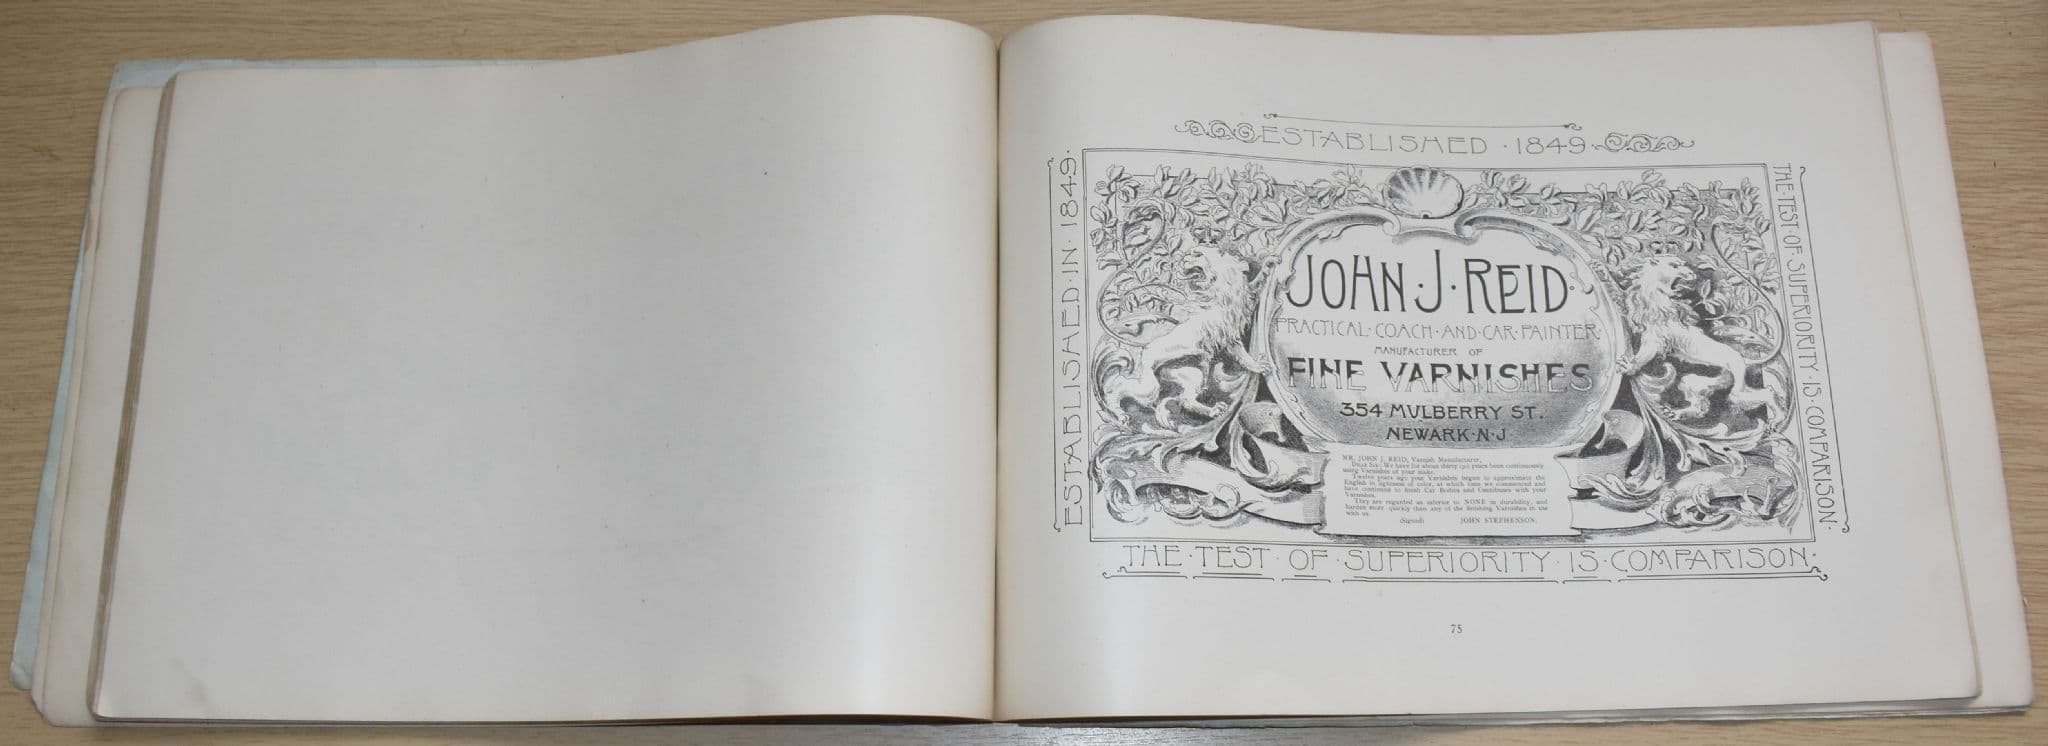 ESTABLISHED · 1849
ESTABLISHED · IN · 1849 ·
THE · TEST · OF · SUPERIORITY · IS · COMPARISON ·
JOHN · J · REID ·
PRACTICAL · COACH · AND · CAR · PAINTER ·
MANUFACTURER OF
FINE VARNISHES
354 MULBERRY ST.
NEWARK · N · J
MR. JOHN J. REID, Varnish Manufacturer,
DEAR SIR: We have for about thirty (30) years been continuously
using Varnishes of your make.
Twelve years ago your Varnishes began to approximate the
English in lightness of color, at which time we commenced and
have continued to finish Car Bodies and Omnibuses with your
Varnishes.
They are regarded as inferior to NONE in durability, and
harden more quickly than any of the finishing Varnishes in use
with us.
(Signed) JOHN STEPHENSON.
THE · TEST · OF · SUPERIORITY · IS · COMPARISON ·
75